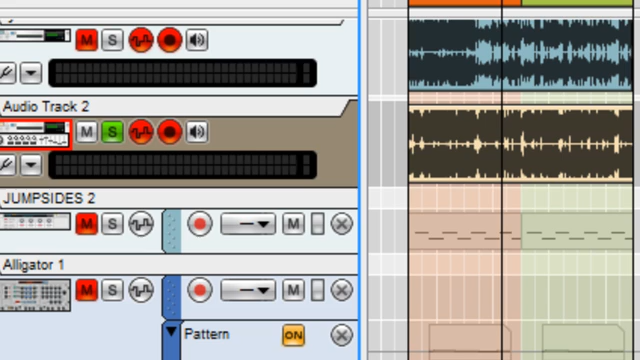 M S
Audio Track 2
M S
JUMPSIDES 2
M S M
Alligator 1
M S M
Pattern ON